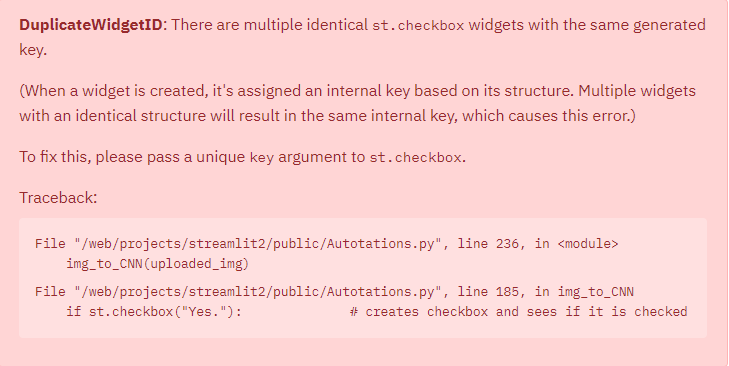 DuplicateWidgetID: There are multiple identical st.checkbox widgets with the same generated
key.
(When a widget is created, it's assigned an internal key based on its structure. Multiple widgets
with an identical structure will result in the same internal key, which causes this error.)
To fix this, please pass a unique key argument to st.checkbox.
Traceback:
File "/web/projects/streamlit2/public/Autotations.py", line 236, in <module>
    img_to_CNN(uploaded_img)
File "/web/projects/streamlit2/public/Autotations.py", line 185, in img_to_CNN
    if st.checkbox("Yes."):              # creates checkbox and sees if it is checked